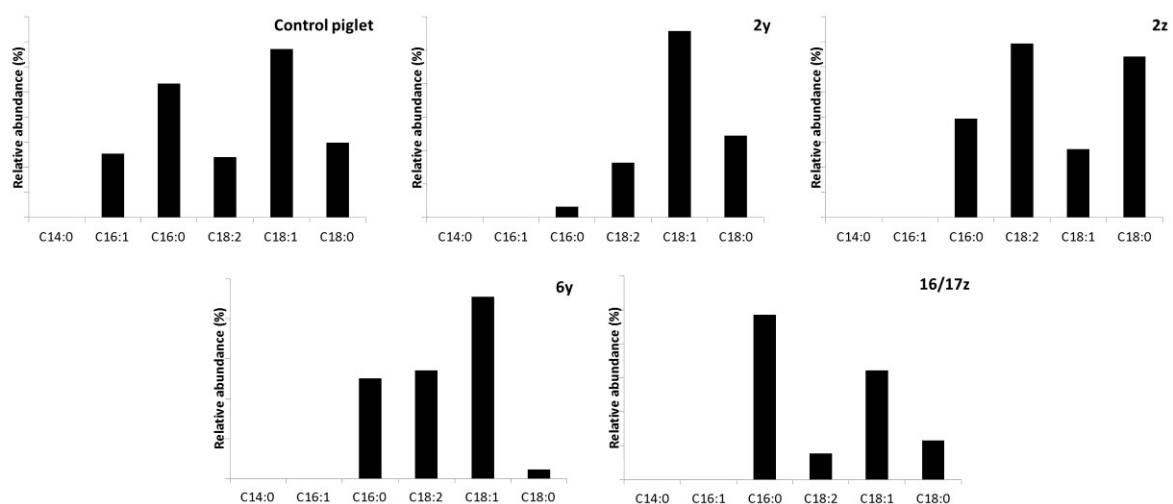 Control piglet
Relative abundance (%)
C14:0 C16:1 C16:0 C18:2 C18:1 C18:0
2y
Relative abundance (%)
C14:0 C16:1 C16:0 C18:2 C18:1 C18:0
2z
Relative abundance (%)
C14:0 C16:1 C16:0 C18:2 C18:1 C18:0
6y
Relative abundance (%)
C14:0 C16:1 C16:0 C18:2 C18:1 C18:0
16/17z
Relative abundance (%)
C14:0 C16:1 C16:0 C18:2 C18:1 C18:0